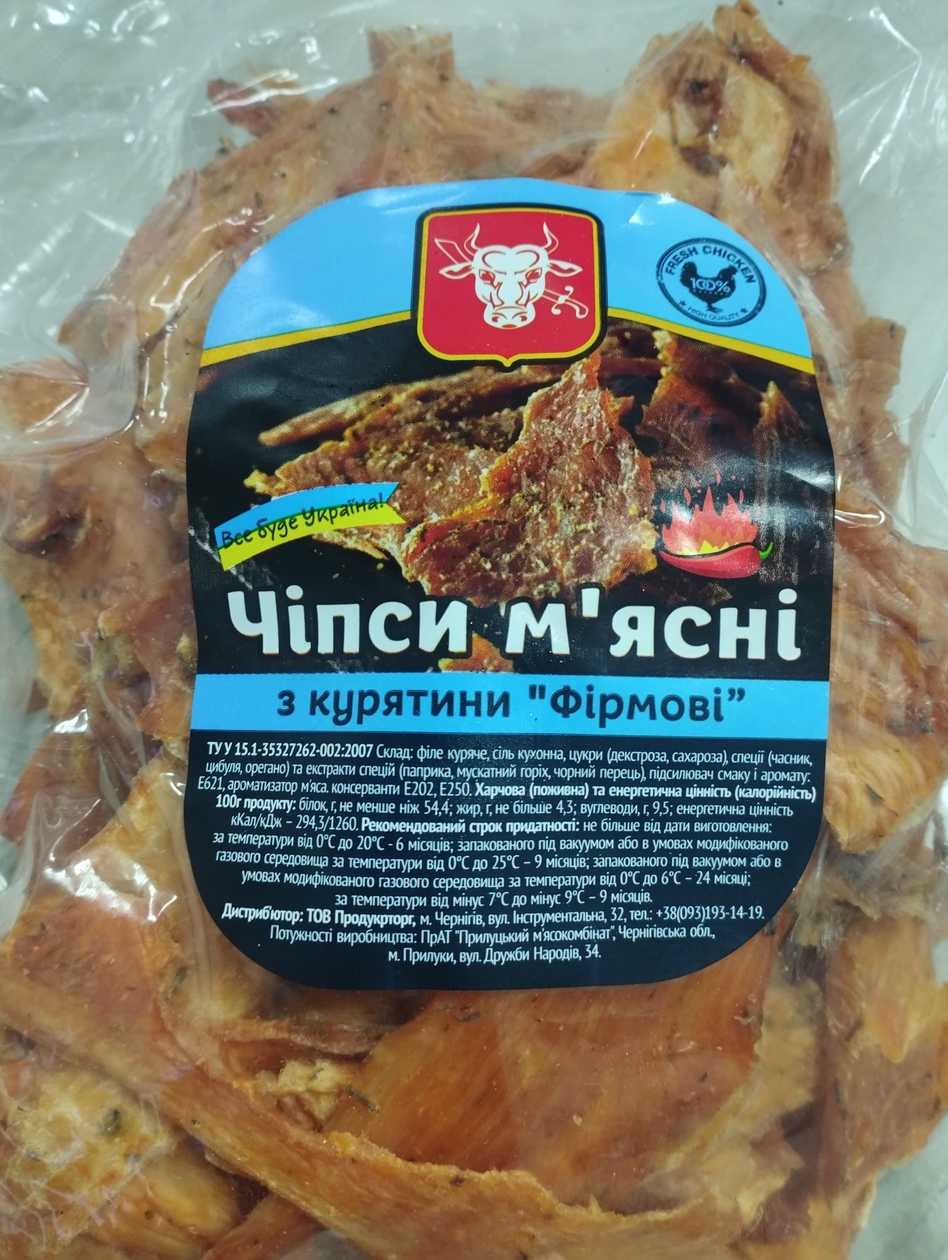 FRESH CHICKEN
100%
HIGH QUALITY
Все буде Україна!
Чіпси м'ясні
з курятини "Фірмові”
ТУ У 15.1-35327262-002:2007 Склад: філе куряче, сіль кухонна, цукри (декстроза, сахароза), спеції (часник,
цибуля, орегано) та екстракти спецій (паприка, мускатний горіх, чорний перець), підсилювач смаку і аромату:
Е621, ароматизатор м'яса. консерванти Е202, Е250. Харчова (поживна) та енергетична цінність (калорійність)
100г продукту: білок, г, не менше ніж 54,4; жир, г, не більше 4,3; вуглеводи, г, 9,5; енергетична цінність
кКал/кДж – 294,3/1260. Рекомендований строк придатності: не більше від дати виготовлення:
за температури від 0°С до 20°С - 6 місяців; запакованого під вакуумом або в умовах модифікованого
газового середовища за температури від 0°С до 25°С – 9 місяців; запакованого під вакуумом або в
умовах модифікованого газового середовища за температури від 0°С до 6°С – 24 місяці;
за температури від мінус 7°С до мінус 9°С – 9 місяців.
Дистриб'ютор: ТОВ Продукторг, м. Чернігів, вул. Інструментальна, 32, тел.: +38(093)193-14-19.
Потужності виробництва: ПрАТ "Прилуцький м'ясокомбінат", Чернігівська обл.,
м. Прилуки, вул. Дружби Народів, 34.